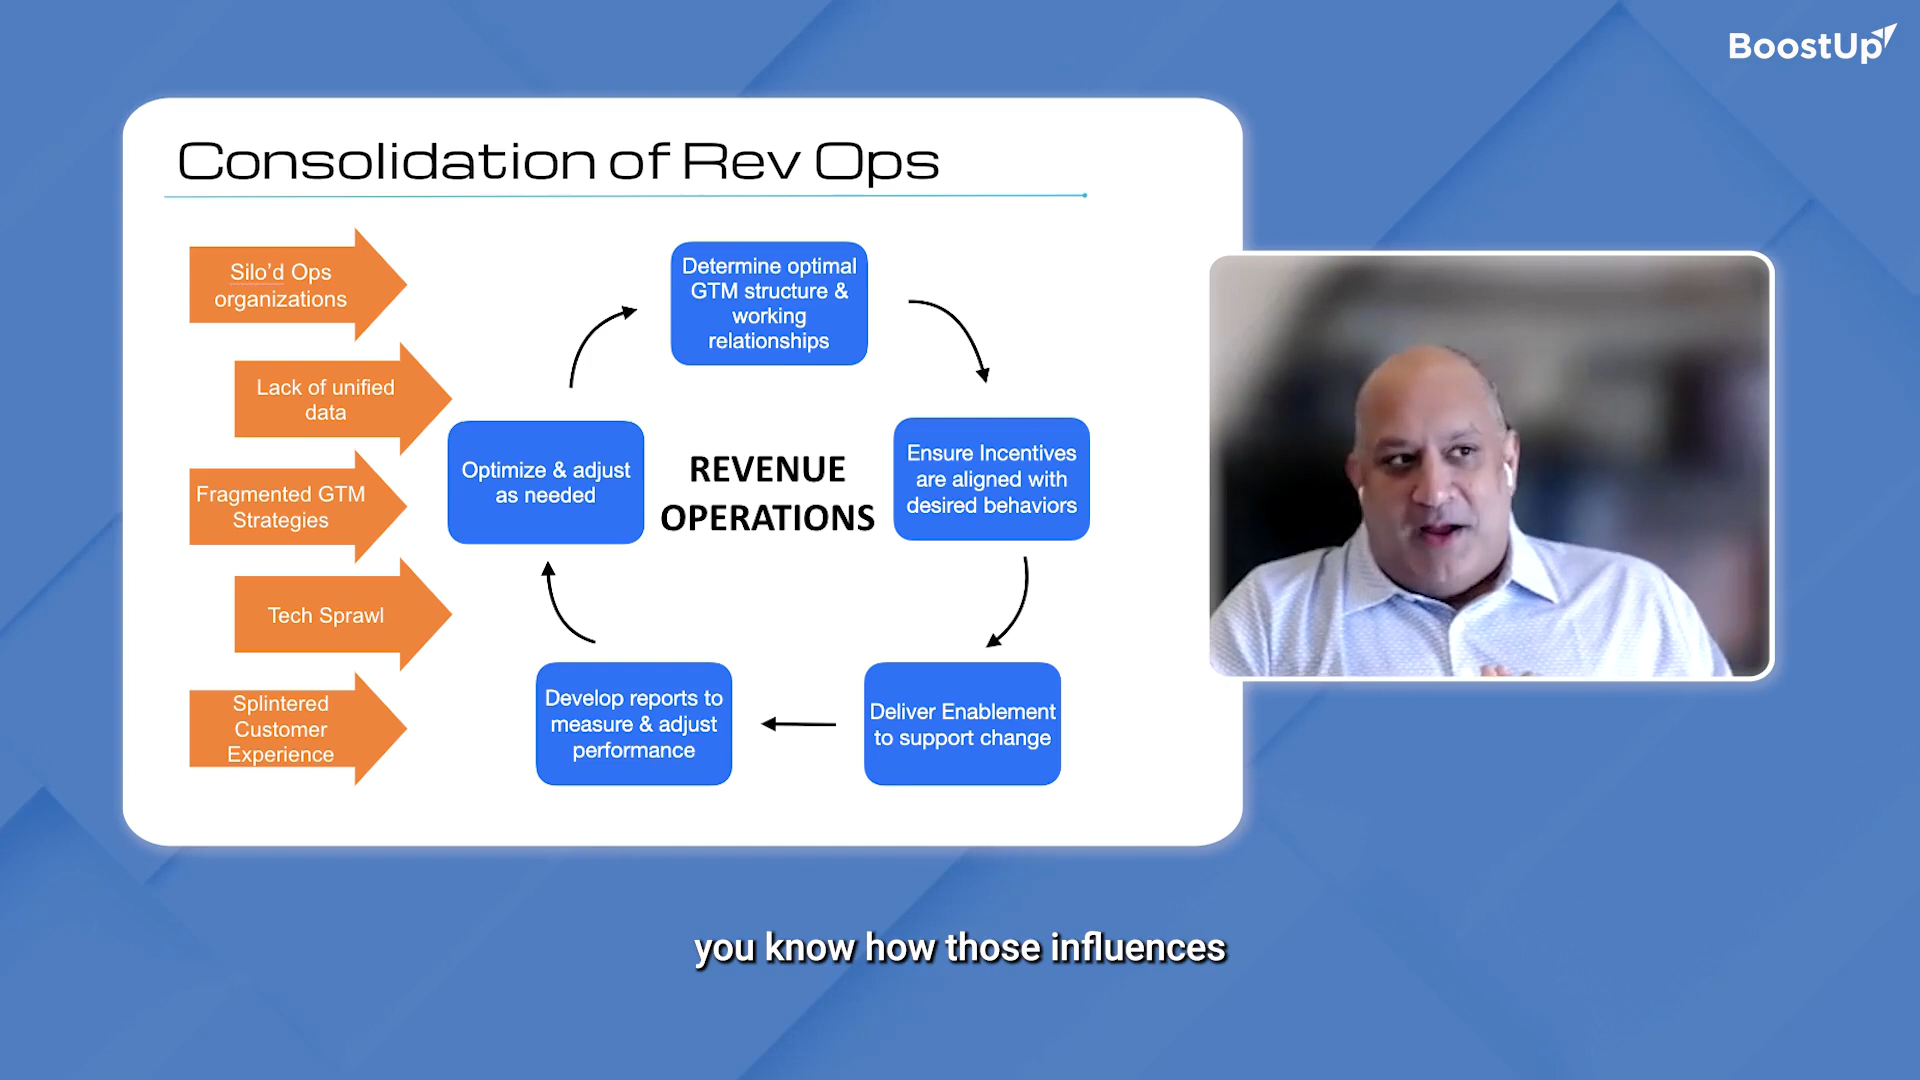 BoostUp
Consolidation of Rev Ops
Silo'd Ops
organizations
Lack of unified
data
Fragmented GTM
Strategies
Tech Sprawl
Splintered
Customer
Experience
Determine optimal
GTM structure &
working
relationships
Ensure Incentives
are aligned with
desired behaviors
Deliver Enablement
to support change
Develop reports to
measure & adjust
performance
Optimize & adjust
as needed
REVENUE
OPERATIONS
you know how those influences